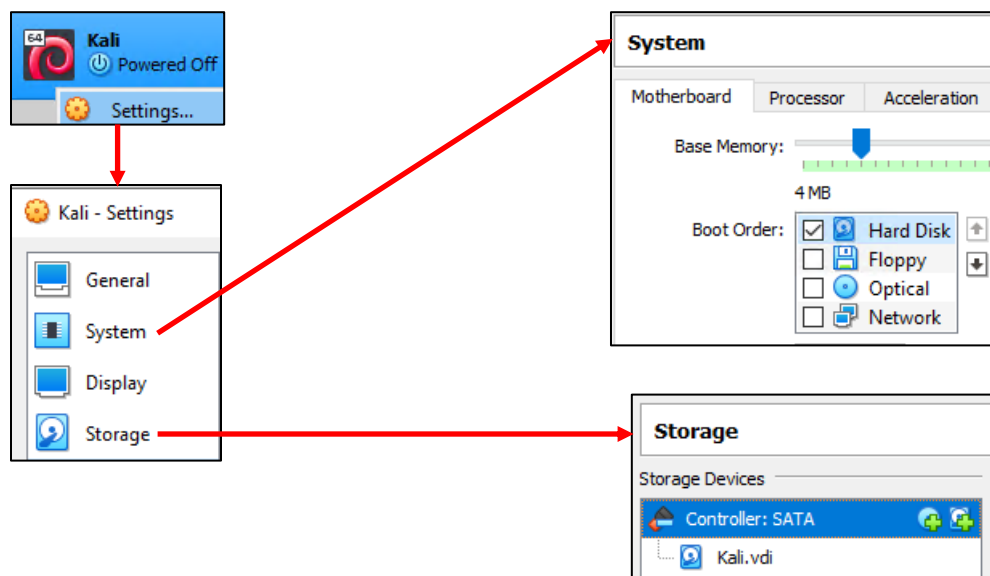 64
Kali
Powered Off
Settings...
Kali - Settings
General
System
Display
Storage
System
Motherboard Processor Acceleration
Base Memory:
4 MB
Boot Order:
Hard Disk
Floppy
Optical
Network
Storage
Storage Devices
Controller: SATA
Kali.vdi